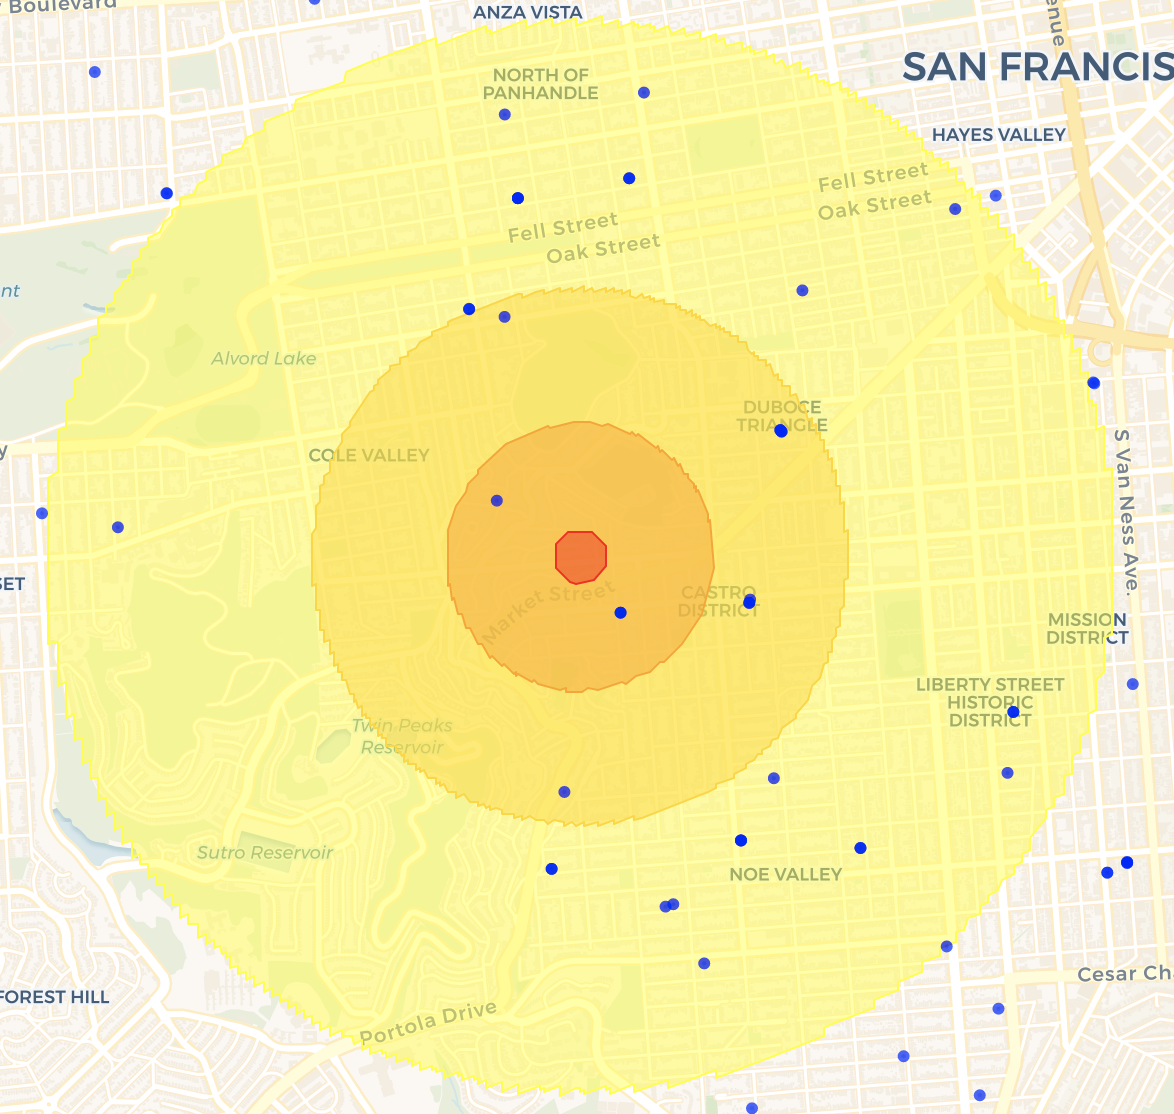 Boulevard
ANZA VISTA
enue
SAN FRANCIS
NORTH OF
PANHANDLE
HAYES VALLEY
Fell Street
Oak Street
Fell Street
Oak Street
nt
Alvord Lake
DUBOCE
TRIANGLE
y
COLE VALLEY
S Van Ness Ave.
SET
CASTRO
DISTRICT
Market Street
MISSION
DISTRICT
LIBERTY STREET
HISTORIC
DISTRICT
Twin Peaks
Reservoir
Sutro Reservoir
NOE VALLEY
Cesar Ch
FOREST HILL
Portola Drive